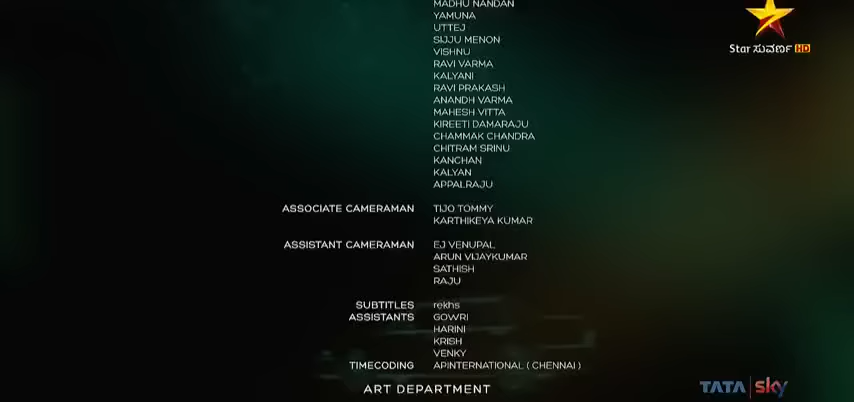 MADHU NANDAN
YAMUNA
UTTEJ
SIJJU MENON
VISHNU
RAVI VARMA
KALYANI
RAVI PRAKASH
ANANDH VARMA
MAHESH VITTA
KIREETI DAMARAJU
CHAMMAK CHANDRA
CHITRAM SRINU
KANCHAN
KALYAN
APPALRAJU
ASSOCIATE CAMERAMAN TIJO TOMMY
KARTHIKEYA KUMAR
ASSISTANT CAMERAMAN EJ VENUPAL
ARUN VIJAYKUMAR
SATHISH
RAJU
SUBTITLES rekhs
ASSISTANTS GOWRI
HARINI
KRISH
VENKY
TIMECODING APINTERNATIONAL ( CHENNAI )
ART DEPARTMENT
Star ಸುವರ್ಣ HD
TATA sky